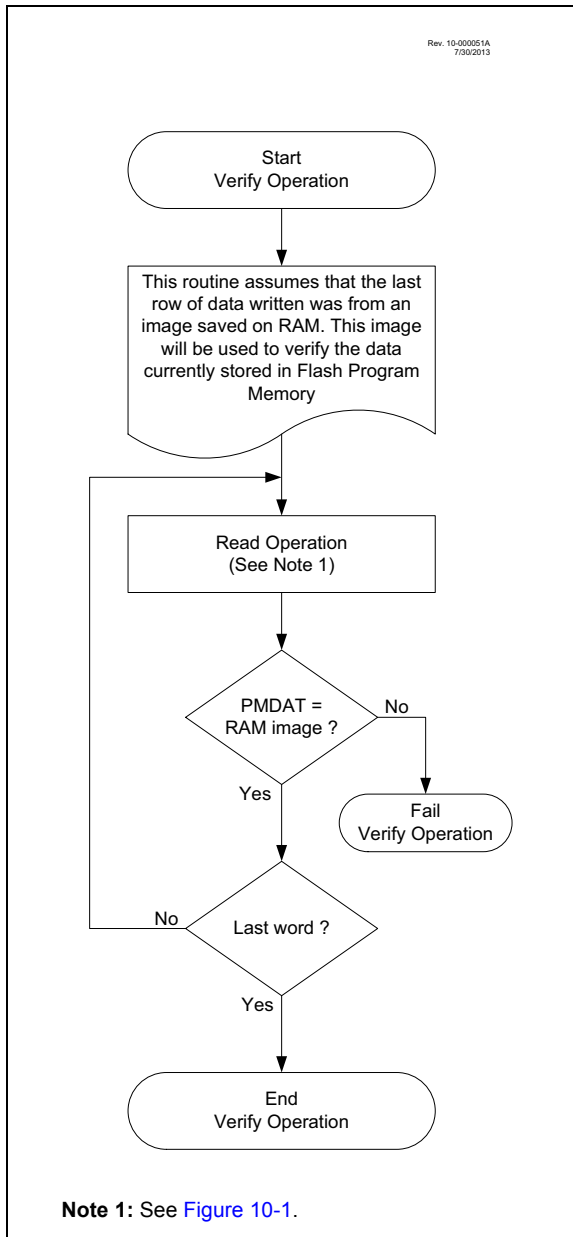 Rev. 10-000051A
7/30/2013
Start
Verify Operation
This routine assumes that the last
row of data written was from an
image saved on RAM. This image
will be used to verify the data
currently stored in Flash Program
Memory
Read Operation
(See Note 1)
PMDAT =
RAM image ?
No
Yes
Fail
Verify Operation
Last word ?
No
Yes
End
Verify Operation
Note 1: See Figure 10-1.